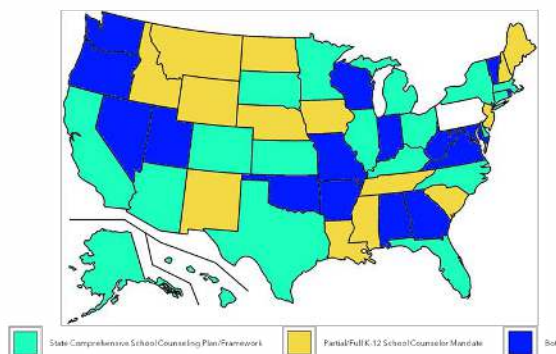 State Comprehensive School Counseling Plan/Framework
Partial/Full K-12 School Counselor Mandate